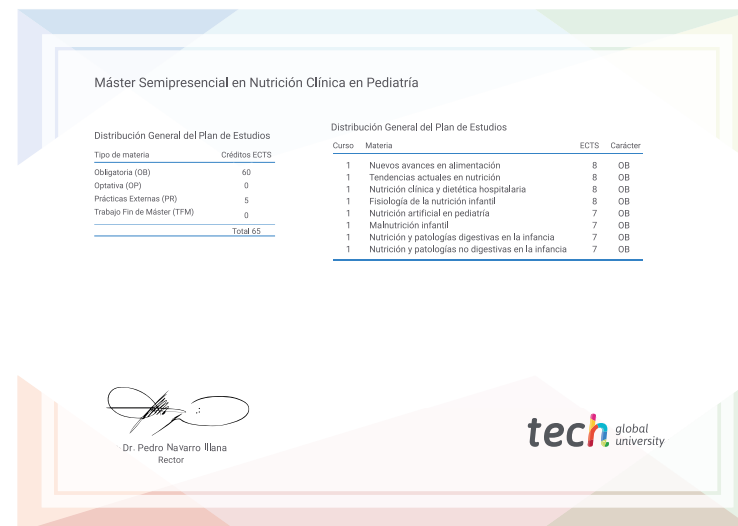 Máster Semipresencial en Nutrición Clínica en Pediatría
Distribución General del Plan de Estudios
Tipo de materia Créditos ECTS
Obligatoria (OB) 60
Optativa (OP) 0
Prácticas Externas (PR) 5
Trabajo Fin de Máster (TFM) 0
Total 65
Distribución General del Plan de Estudios
Curso Materia ECTS Carácter
1 Nuevos avances en alimentación 8 OB
1 Tendencias actuales en nutrición 8 OB
1 Nutrición clínica y dietética hospitalaria 8 OB
1 Fisiología de la nutrición infantil 8 OB
1 Nutrición artificial en pediatría 7 OB
1 Malnutrición infantil 7 OB
1 Nutrición y patologías digestivas en la infancia 7 OB
1 Nutrición y patologías no digestivas en la infancia 7 OB
Dr. Pedro Navarro Illana
Rector
tech global
university